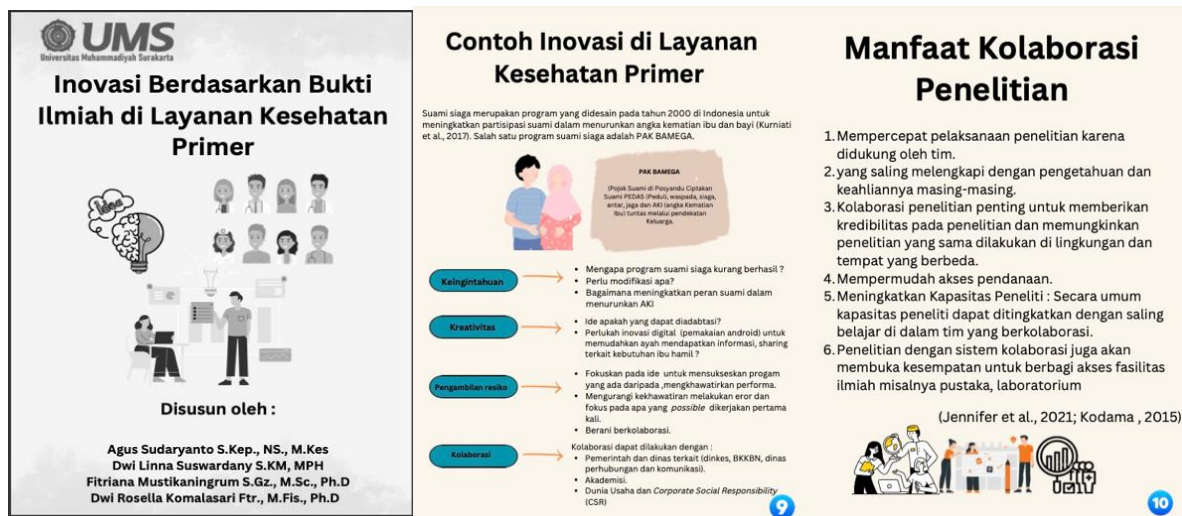 UMS
Universitas Muhammadiyah Surakarta
Inovasi Berdasarkan Bukti
Ilmiah di Layanan Kesehatan
Primer
idea
Disusun oleh :
Agus Sudaryanto S.Kep., NS., M.Kes
Dwi Linna Suswardany S.KM, MPH
Fitriana Mustikaningrum S.Gz., M.Sc., Ph.D
Dwi Rosella Komalasari Ftr., M.Fis., Ph.D
Contoh Inovasi di Layanan
Kesehatan Primer
Suami siaga merupakan program yang didesain pada tahun 2000 di Indonesia untuk
meningkatkan partisipasi suami dalam menurunkan angka kematian ibu dan bayi (Kurniati
et al., 2017). Salah satu program suami siaga adalah PAK BAMEGA.
PAK BAMEGA
(Pojok Suami di Posyandu Ciptakan
Suami PEDAS (Peduli, waspada, siaga,
antar, jaga dan AKI (angka Kematian
Ibu) tuntas melalui pendekatan
Keluarga.
Keingintahuan
• Mengapa program suami siaga kurang berhasil ?
• Perlu modifikasi apa?
• Bagaimana meningkatkan peran suami dalam
menurunkan AKI
Kreativitas
• Ide apakah yang dapat diadabtasi?
• Perlukah inovasi digital (pemakaian android) untuk
memudahkan ayah mendapatkan informasi, sharing
terkait kebutuhan ibu hamil ?
Pengambilan resiko
• Fokuskan pada ide untuk mensukseskan progam
yang ada daripada ,mengkhawatirkan performa.
• Mengurangi kekhawatiran melakukan eror dan
fokus pada apa yang possible dikerjakan pertama
kali.
• Berani berkolaborasi.
Kolaborasi
Kolaborasi dapat dilakukan dengan :
• Pemerintah dan dinas terkait (dinkes, BKKBN, dinas
perhubungan dan komunikasi).
• Akademisi.
• Dunia Usaha dan Corporate Social Responsibility
(CSR)
9
Manfaat Kolaborasi
Penelitian
1. Mempercepat pelaksanaan penelitian karena
didukung oleh tim.
2. yang saling melengkapi dengan pengetahuan dan
keahliannya masing-masing.
3. Kolaborasi penelitian penting untuk memberikan
kredibilitas pada penelitian dan memungkinkan
penelitian yang sama dilakukan di lingkungan dan
tempat yang berbeda.
4. Mempermudah akses pendanaan.
5. Meningkatkan Kapasitas Peneliti : Secara umum
kapasitas peneliti dapat ditingkatkan dengan saling
belajar di dalam tim yang berkolaborasi.
6. Penelitian dengan sistem kolaborasi juga akan
membuka kesempatan untuk berbagi akses fasilitas
ilmiah misalnya pustaka, laboratorium
(Jennifer et al., 2021; Kodama , 2015)
10